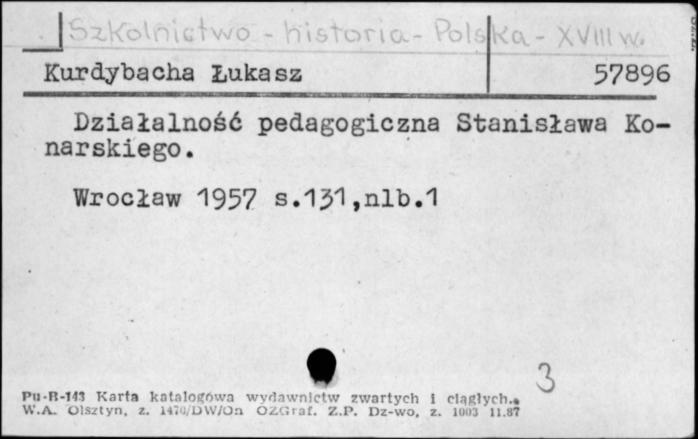 Szkolnictwo - historia - Polska - XVIII w.
Kurdybacha Łukasz 57896
Działalność pedagogiczna Stanisława Ko-
narskiego.
Wrocław 1957 s.131,nlb.1
3
Pu-B-143 Karta katalogowa wydawnictw zwartych i ciągłych.
W.A. Olsztyn, z. 1470/DW/On OZGraf. Z.P. Dz-wo, z. 1003 11.87